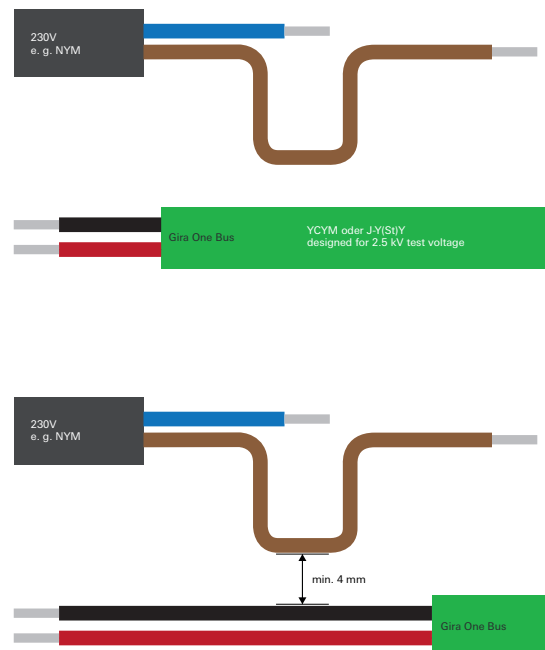 230V
e. g. NYM
Gira One Bus
YCYM oder J-Y(St)Y
designed for 2.5 kV test voltage
230V
e. g. NYM
min. 4 mm
Gira One Bus